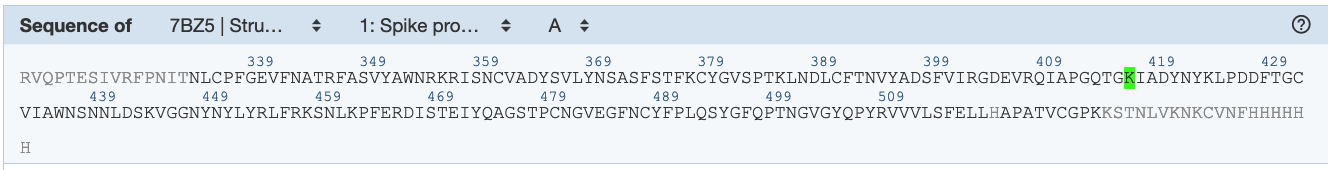 Sequence of 7BZ5 | Stru... 1: Spike pro... A
339 349 359 369 379 389 399 409 419 429
RVQPTESIVRFPNITNLCPFGEVFNATRFASVYAWNRKRISNCVADYSVLYNSASFSTFKCYGVSPTKLNDLCFTNVYADSFVIRGDEVRQIAPGQTGKIADYNYKLPDDFTGC
439 449 459 469 479 489 499 509
VIAWNSNNLDSKVGGNYNYLYRLFRKSNLKPFERDISTEIYQAGSTPCNGVEGFNCYFPLQSYGFQPTNGVGYQPYRVVVLSFELLHAPATVCGPKKSTNLVKNKCVNFHHHHH
H